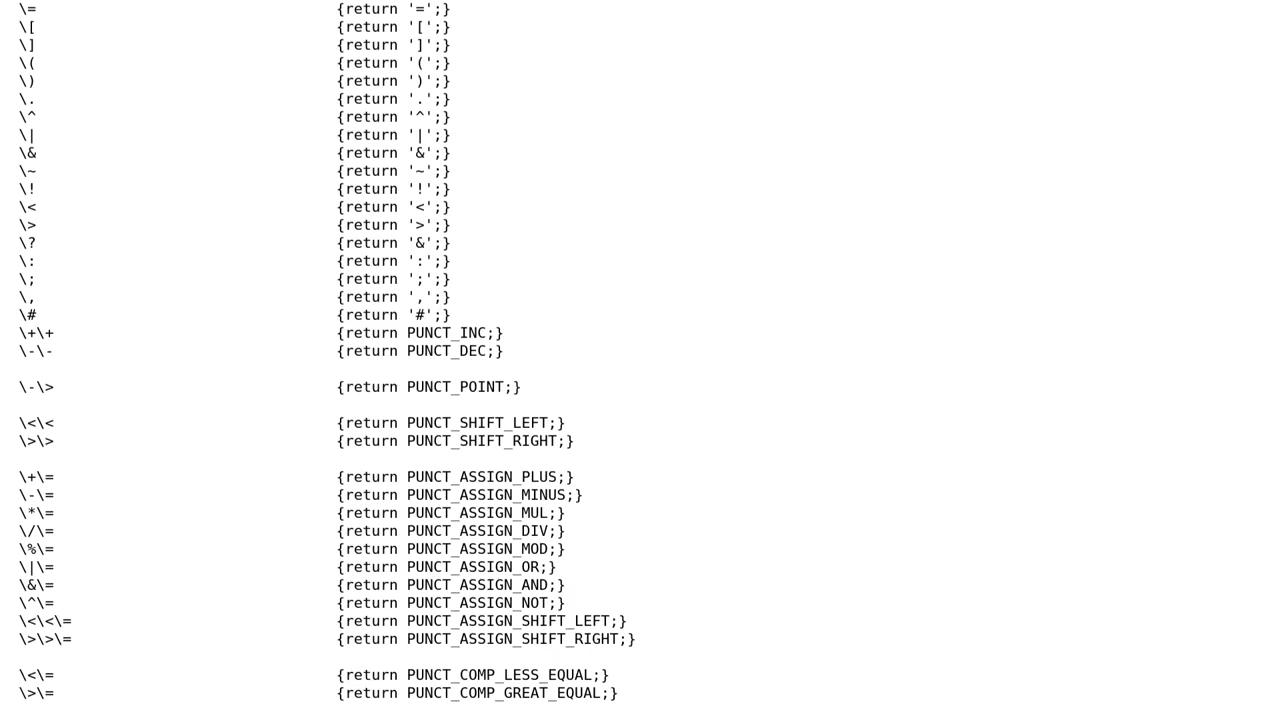 \= {return '=';}
\[ {return '[';}
\] {return ']';}
\( {return '(';}
\) {return ')';}
\. {return '.';}
\^ {return '^';}
\| {return '|';}
\& {return '&';}
\~ {return '~';}
\! {return '!';}
\< {return '<';}
\> {return '>';}
\? {return '&';}
\: {return ':';}
\; {return ';';}
\, {return ',';}
\# {return '#';}
\+\+ {return PUNCT_INC;}
\-\- {return PUNCT_DEC;}
\-\> {return PUNCT_POINT;}
\<\< {return PUNCT_SHIFT_LEFT;}
\>\> {return PUNCT_SHIFT_RIGHT;}
\+\= {return PUNCT_ASSIGN_PLUS;}
\-\= {return PUNCT_ASSIGN_MINUS;}
\*\= {return PUNCT_ASSIGN_MUL;}
\/\= {return PUNCT_ASSIGN_DIV;}
\%\= {return PUNCT_ASSIGN_MOD;}
\|\= {return PUNCT_ASSIGN_OR;}
\&\= {return PUNCT_ASSIGN_AND;}
\^\= {return PUNCT_ASSIGN_NOT;}
\<\<\= {return PUNCT_ASSIGN_SHIFT_LEFT;}
\>\>\= {return PUNCT_ASSIGN_SHIFT_RIGHT;}
\<\= {return PUNCT_COMP_LESS_EQUAL;}
\>\= {return PUNCT_COMP_GREAT_EQUAL;}